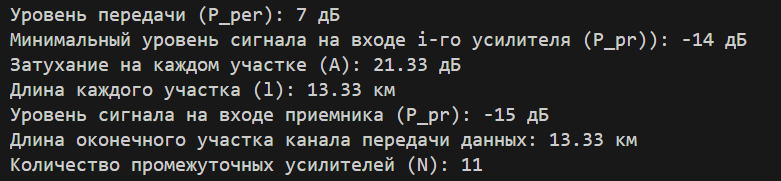 Уровень передачи (P_per): 7 дБ
Минимальный уровень сигнала на входе i-го усилителя (P_pr)): -14 дБ
Затухание на каждом участке (A): 21.33 дБ
Длина каждого участка (l): 13.33 км
Уровень сигнала на входе приемника (P_pr): -15 дБ
Длина оконечного участка канала передачи данных: 13.33 км
Количество промежуточных усилителей (N): 11